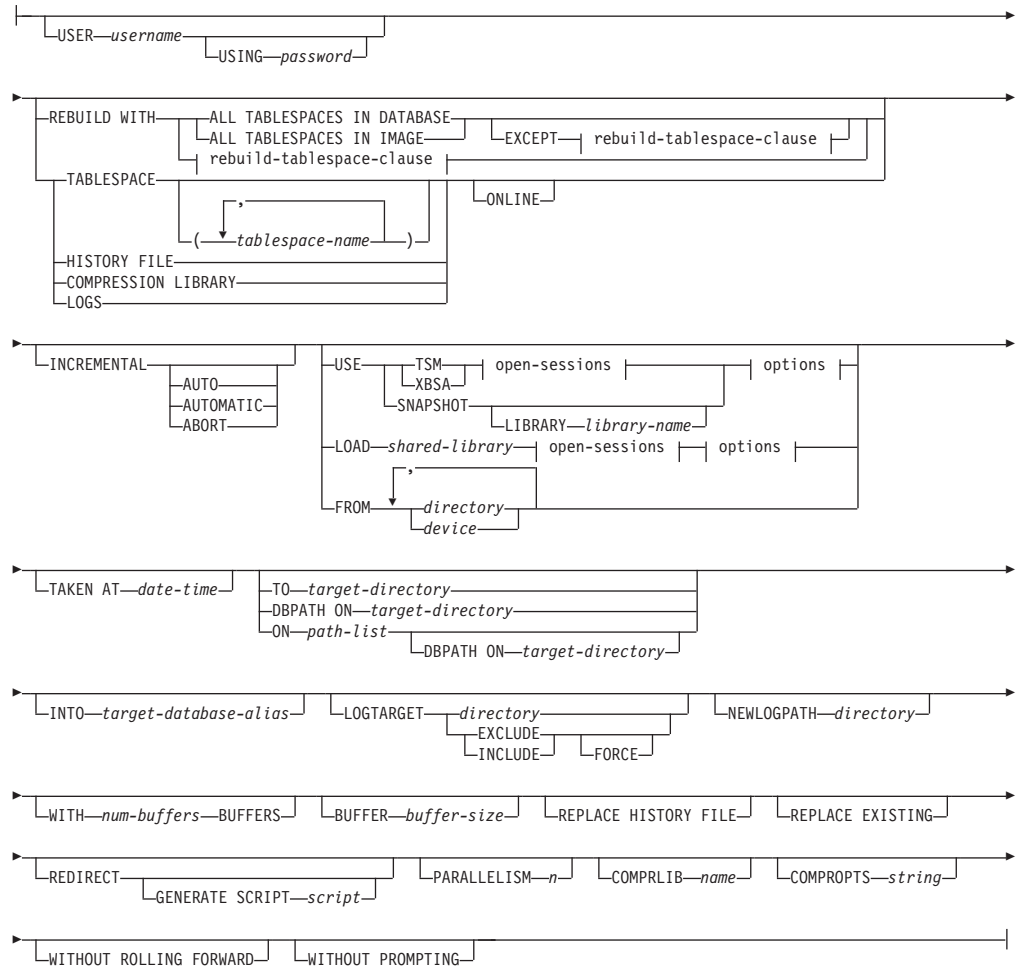 USER username
USING password
REBUILD WITH ALL TABLESPACES IN DATABASE
ALL TABLESPACES IN IMAGE EXCEPT rebuild-tablespace-clause
rebuild-tablespace-clause
TABLESPACE
ONLINE
,
( tablespace-name )
HISTORY FILE
COMPRESSION LIBRARY
LOGS
INCREMENTAL
AUTO
AUTOMATIC
ABORT
USE TSM open-sessions options
XBSA
SNAPSHOT
LIBRARY library-name
LOAD shared-library open-sessions options
,
FROM directory
device
TAKEN AT date-time TO target-directory
DBPATH ON target-directory
ON path-list
DBPATH ON target-directory
INTO target-database-alias LOGTARGET directory NEWLOGPATH directory
EXCLUDE
INCLUDE FORCE
WITH num-buffers BUFFERS BUFFER buffer-size REPLACE HISTORY FILE REPLACE EXISTING
REDIRECT PARALLELISM n COMPRLIB name COMPROPTS string
GENERATE SCRIPT script
WITHOUT ROLLING FORWARD WITHOUT PROMPTING